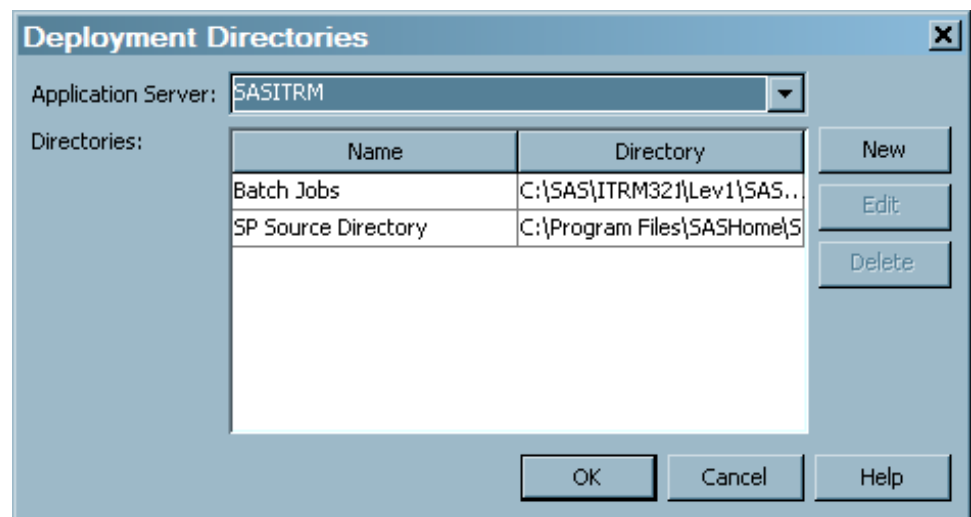 Deployment Directories
Application Server: SASITRM
Directories:
Name Directory New
Batch Jobs C:\SAS\ITRM321\Lev1\SAS... Edit
SP Source Directory C:\Program Files\SASHome\S
Delete
OK Cancel Help